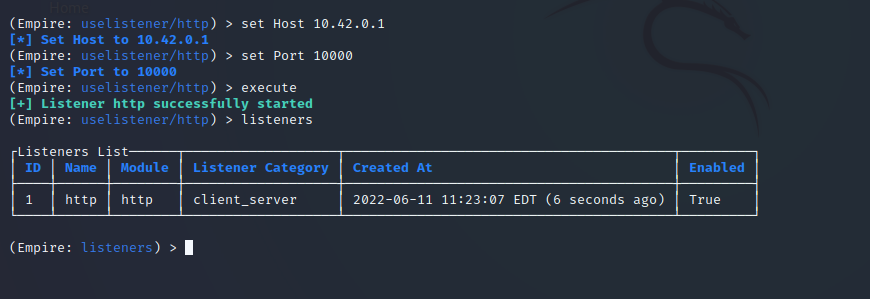 Home
(Empire: uselistener/http) > set Host 10.42.0.1
[*] Set Host to 10.42.0.1
(Empire: uselistener/http) > set Port 10000
[*] Set Port to 10000
(Empire: uselistener/http) > execute
[+] Listener http successfully started
(Empire: uselistener/http) > listeners
Listeners List
ID Name Module Listener Category Created At Enabled
1 http http client_server 2022-06-11 11:23:07 EDT (6 seconds ago) True
(Empire: listeners) >